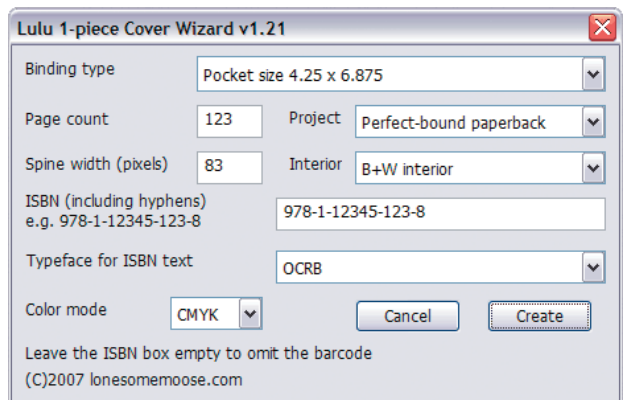 Lulu 1-piece Cover Wizard v1.21
Binding type Pocket size 4.25 x 6.875
Page count 123 Project Perfect-bound paperback
Spine width (pixels) 83 Interior B+W interior
ISBN (including hyphens)
e.g. 978-1-12345-123-8 978-1-12345-123-8
Typeface for ISBN text OCRB
Color mode CMYK Cancel Create
Leave the ISBN box empty to omit the barcode
(C)2007 lonesomemoose.com